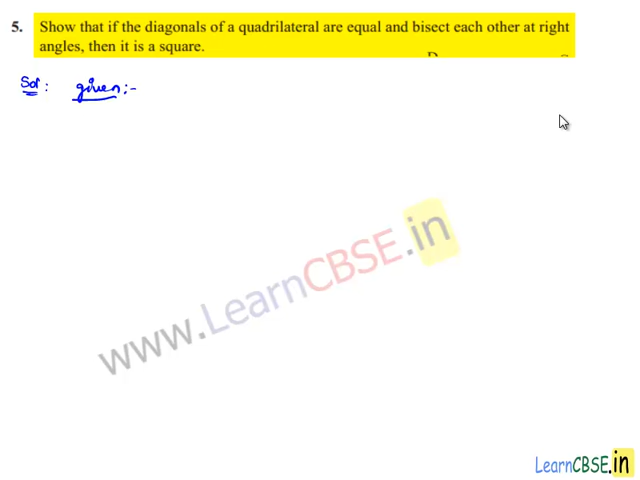 5. Show that if the diagonals of a quadrilateral are equal and bisect each other at right
angles, then it is a square.
Sol: given:-
www.LearnCBSE.in
LearnCBSE.in